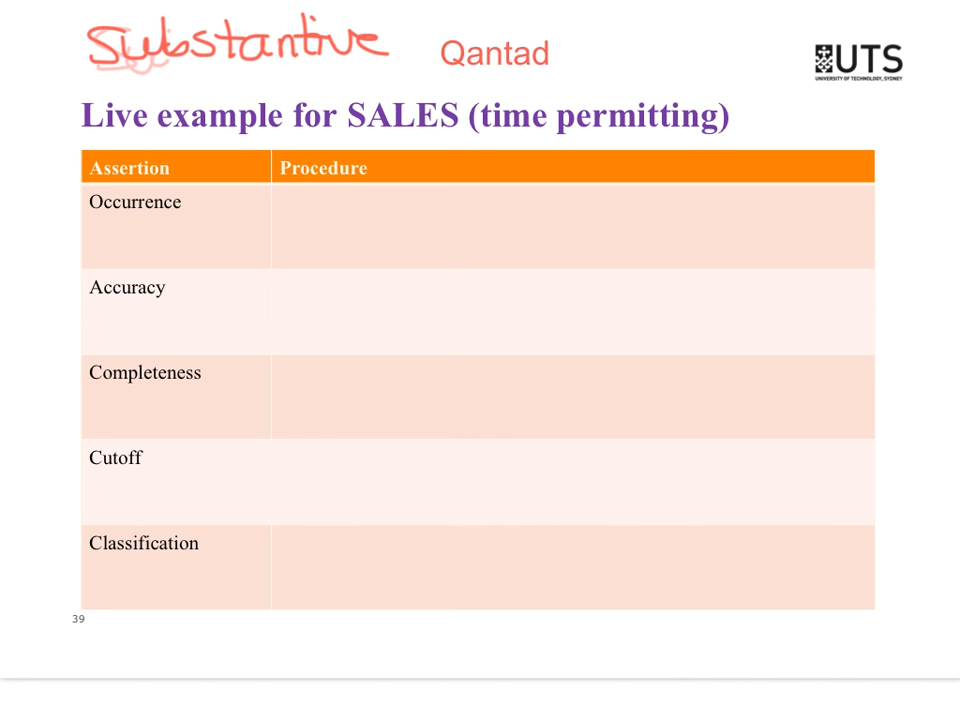 Substantive Qantad
UTS
UNIVERSITY OF TECHNOLOGY, SYDNEY
Live example for SALES (time permitting)
Assertion Procedure
Occurrence
Accuracy
Completeness
Cutoff
Classification
39